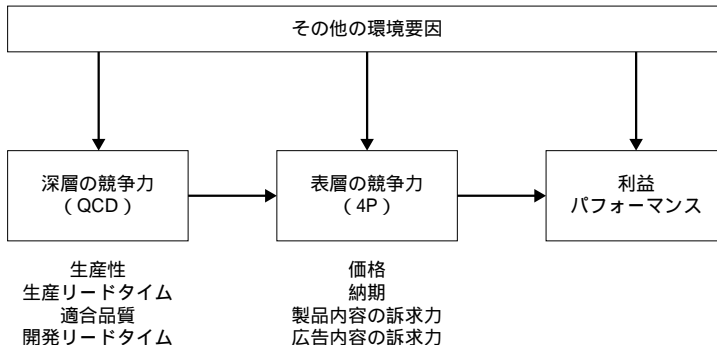 その他の環境要因
深層の競争力
（QCD）
表層の競争力
（4P）
利益
パフォーマンス
生産性
生産リードタイム
適合品質
開発リードタイム
価格
納期
製品内容の訴求力
広告内容の訴求力